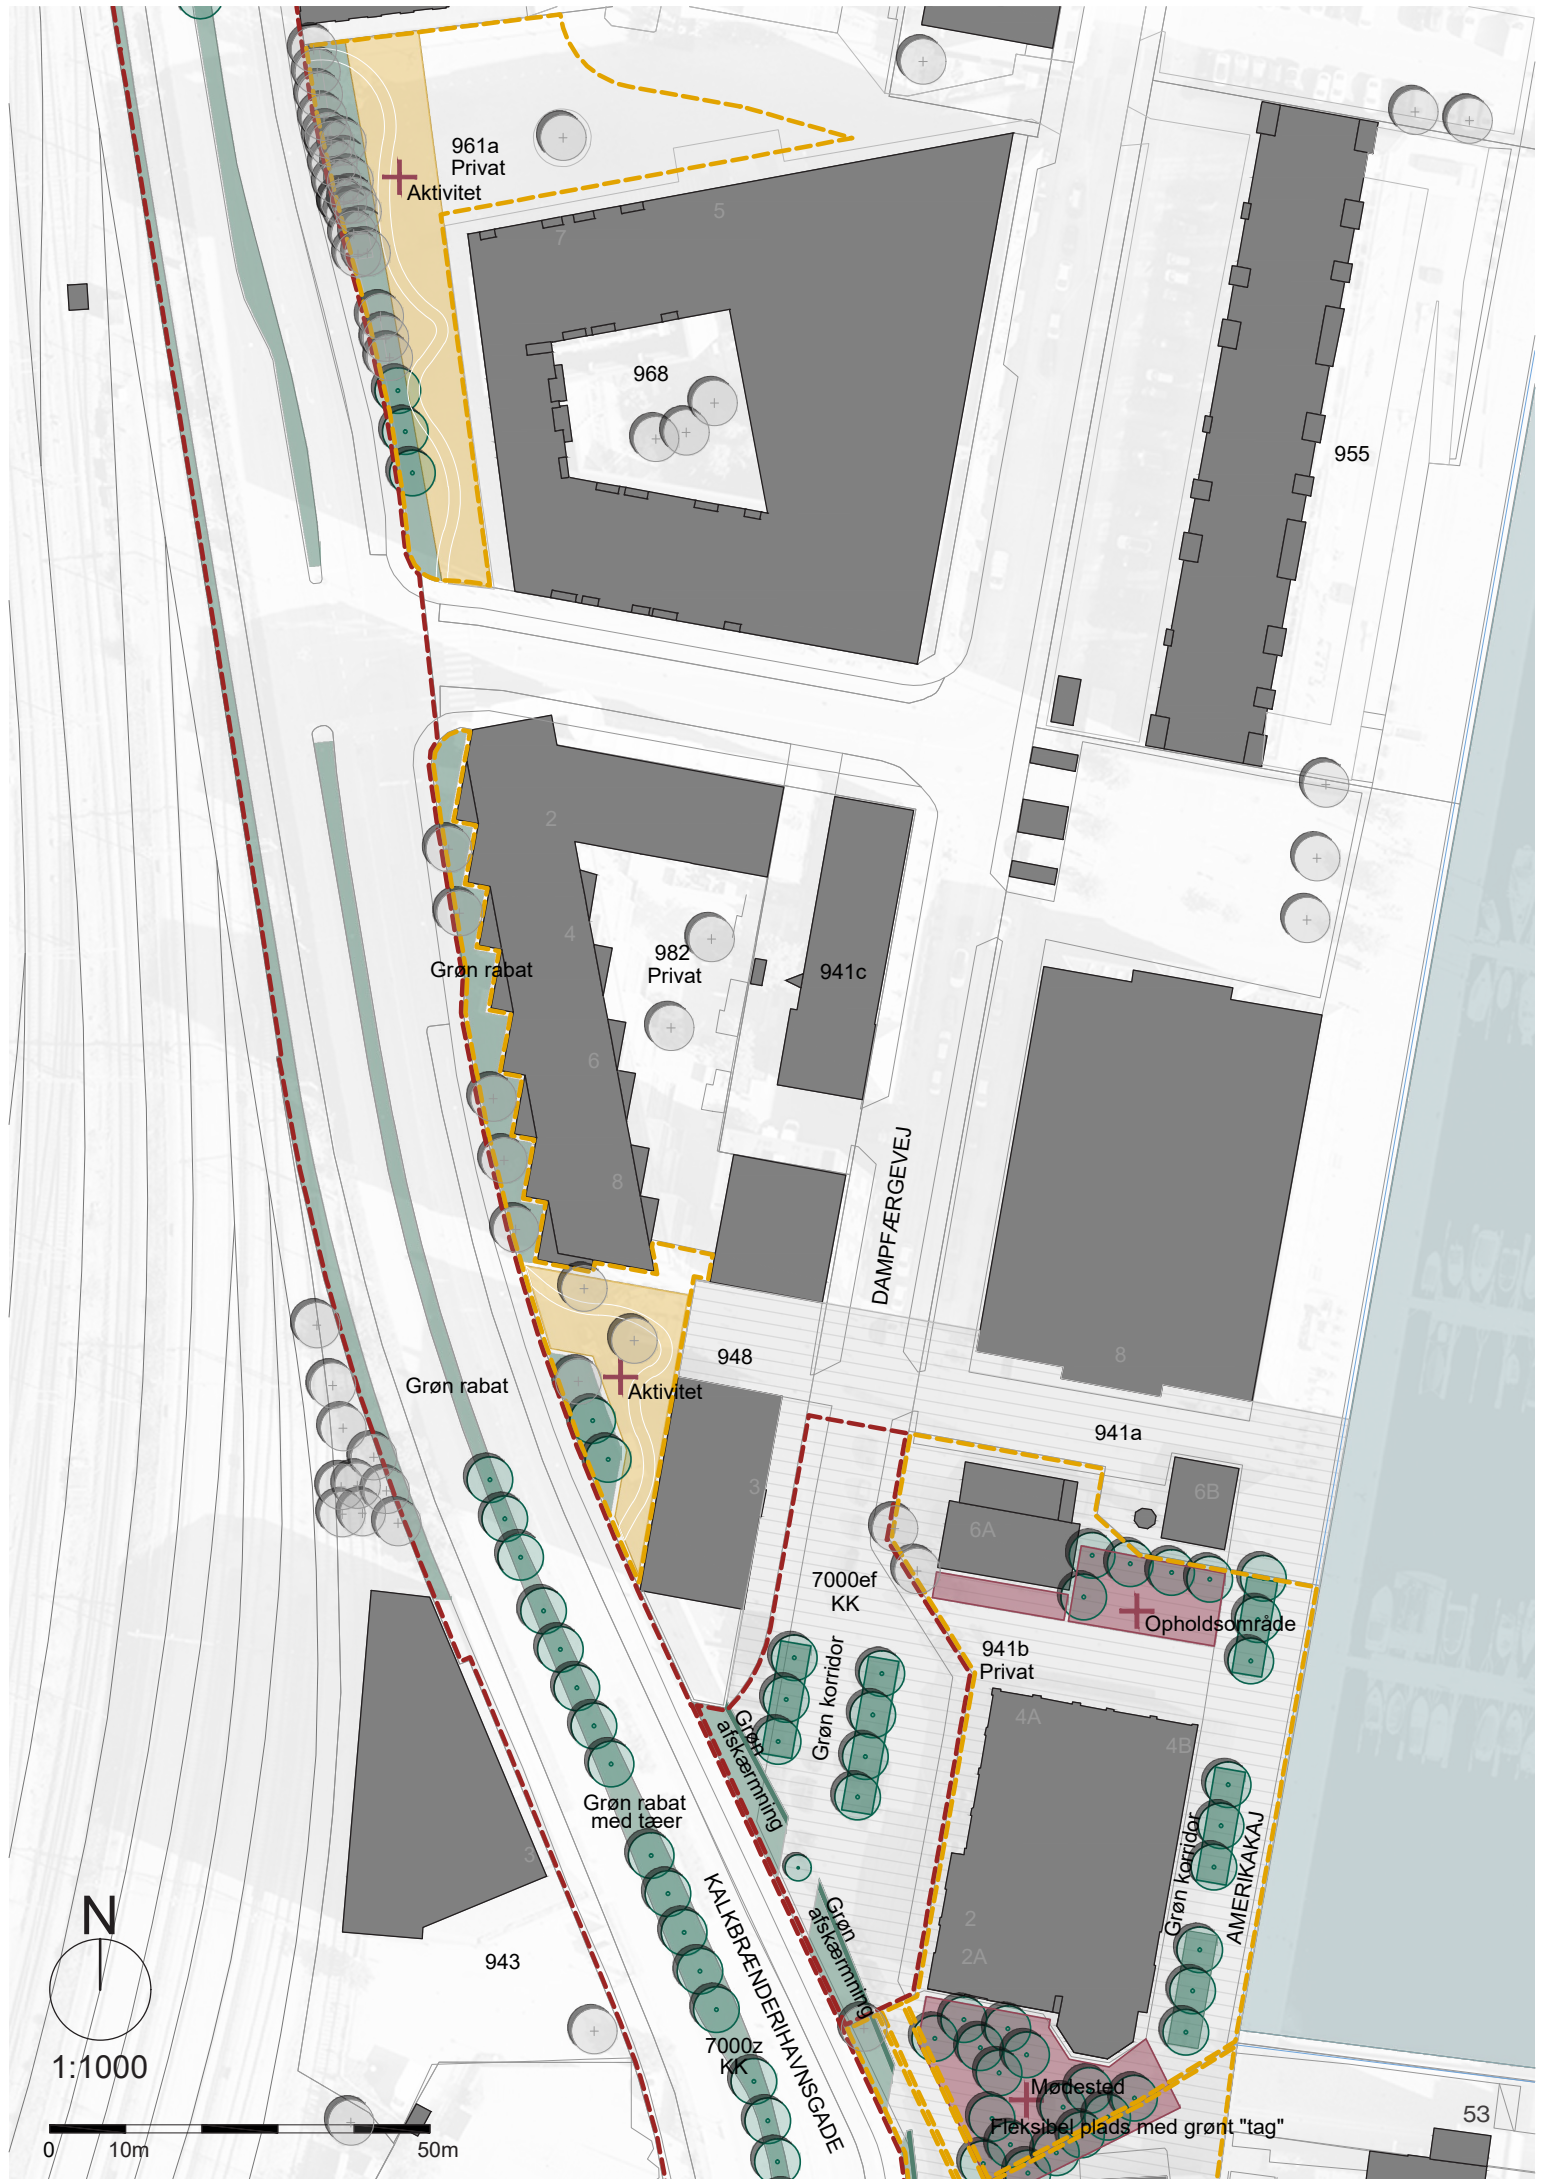 961a
Privat
Aktivitet
5
7
968
955
2
4
982
Privat
941c
Grøn rabat
6
8
DAMPFÆRGEVEJ
948
Grøn rabat
Aktivitet
8
941a
3
6B
6A
7000ef
KK
Opholdsområde
941b
Privat
Grøn korridor
4A
4B
Grøn
afskærmning
Grøn rabat
med tæer
3
KALKBRÆNDERIHAVNSGADE
Grøn korridor
AMERIKAKAJ
2
2A
Grøn
afskærmning
943
N
1:1000
0
10m
50m
7000z
KK
Mødested
Fleksibel plads med grønt "tag"
53